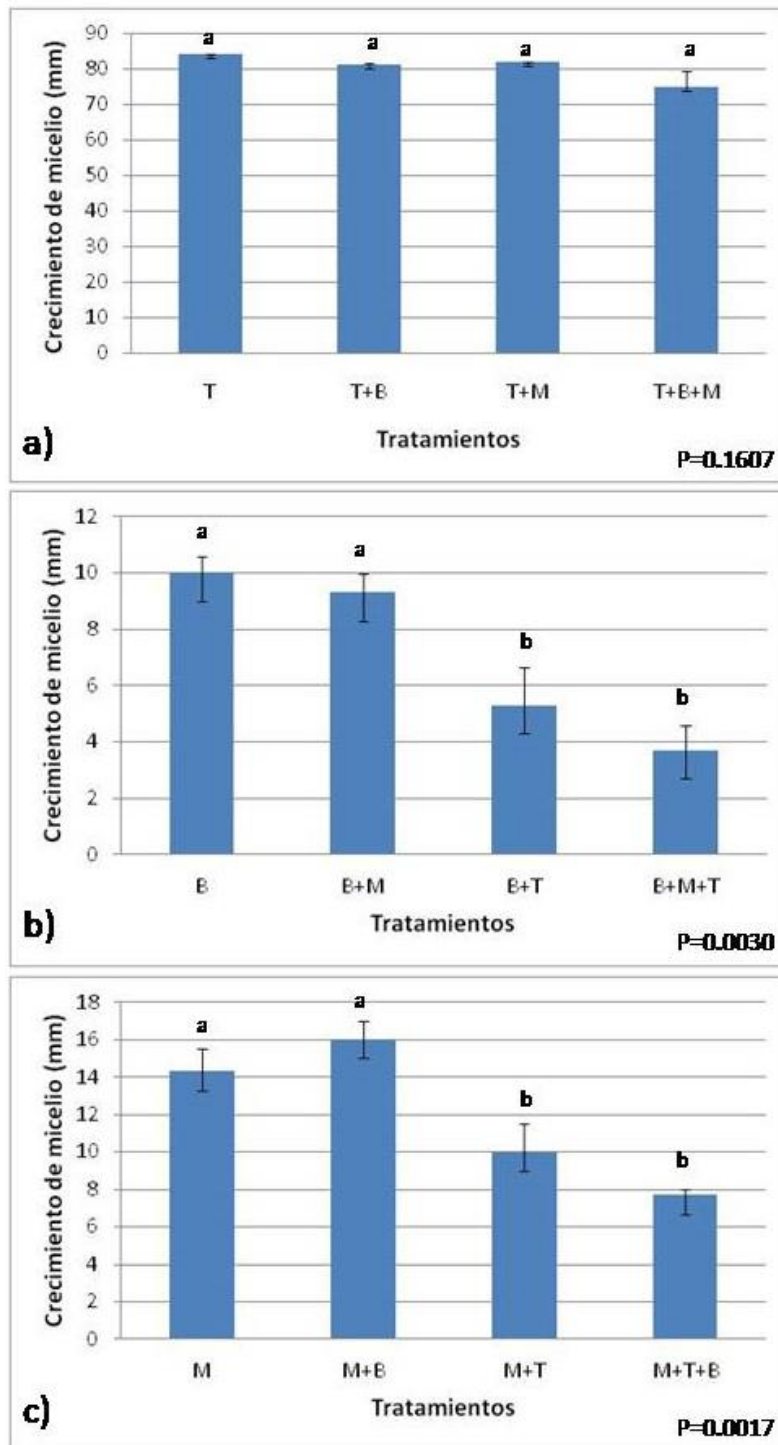 90
a a a a
80
70
60
50
40
30
20
10
0
Crecimiento de micelio (mm)
T T+B T+M T+B+M
Tratamientos
a)
P=0.1607
12
a a
10
8
b b
6
4
2
0
Crecimiento de micelio (mm)
B B+M B+T B+M+T
Tratamientos
b)
P=0.0030
18
a a
16
14
12
b b
10
8
6
4
2
0
Crecimiento de micelio (mm)
M M+B M+T M+T+B
Tratamientos
c)
P=0.0017